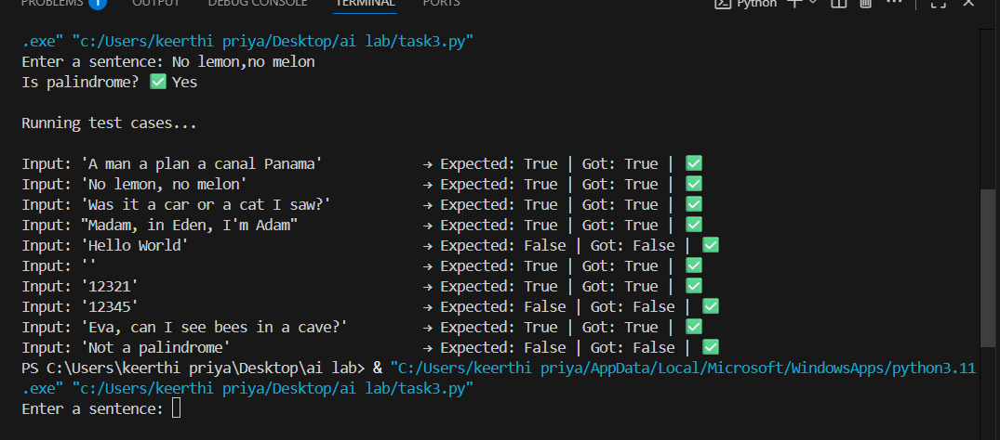 PROBLEMS 1 OUTPUT DEBUG CONSOLE TERMINAL PORTS Python
.exe" "c:/Users/keerthi priya/Desktop/ai lab/task3.py"
Enter a sentence: No lemon,no melon
Is palindrome? ✅ Yes
Running test cases...
Input: 'A man a plan a canal Panama' → Expected: True | Got: True | ✅
Input: 'No lemon, no melon' → Expected: True | Got: True | ✅
Input: 'Was it a car or a cat I saw?' → Expected: True | Got: True | ✅
Input: "Madam, in Eden, I'm Adam" → Expected: True | Got: True | ✅
Input: 'Hello World' → Expected: False | Got: False | ✅
Input: '' → Expected: True | Got: True | ✅
Input: '12321' → Expected: True | Got: True | ✅
Input: '12345' → Expected: False | Got: False | ✅
Input: 'Eva, can I see bees in a cave?' → Expected: True | Got: True | ✅
Input: 'Not a palindrome' → Expected: False | Got: False | ✅
PS C:\Users\keerthi priya\Desktop\ai lab> & "C:/Users/keerthi priya/AppData/Local/Microsoft/WindowsApps/python3.11
.exe" "c:/Users/keerthi priya/Desktop/ai lab/task3.py"
Enter a sentence: